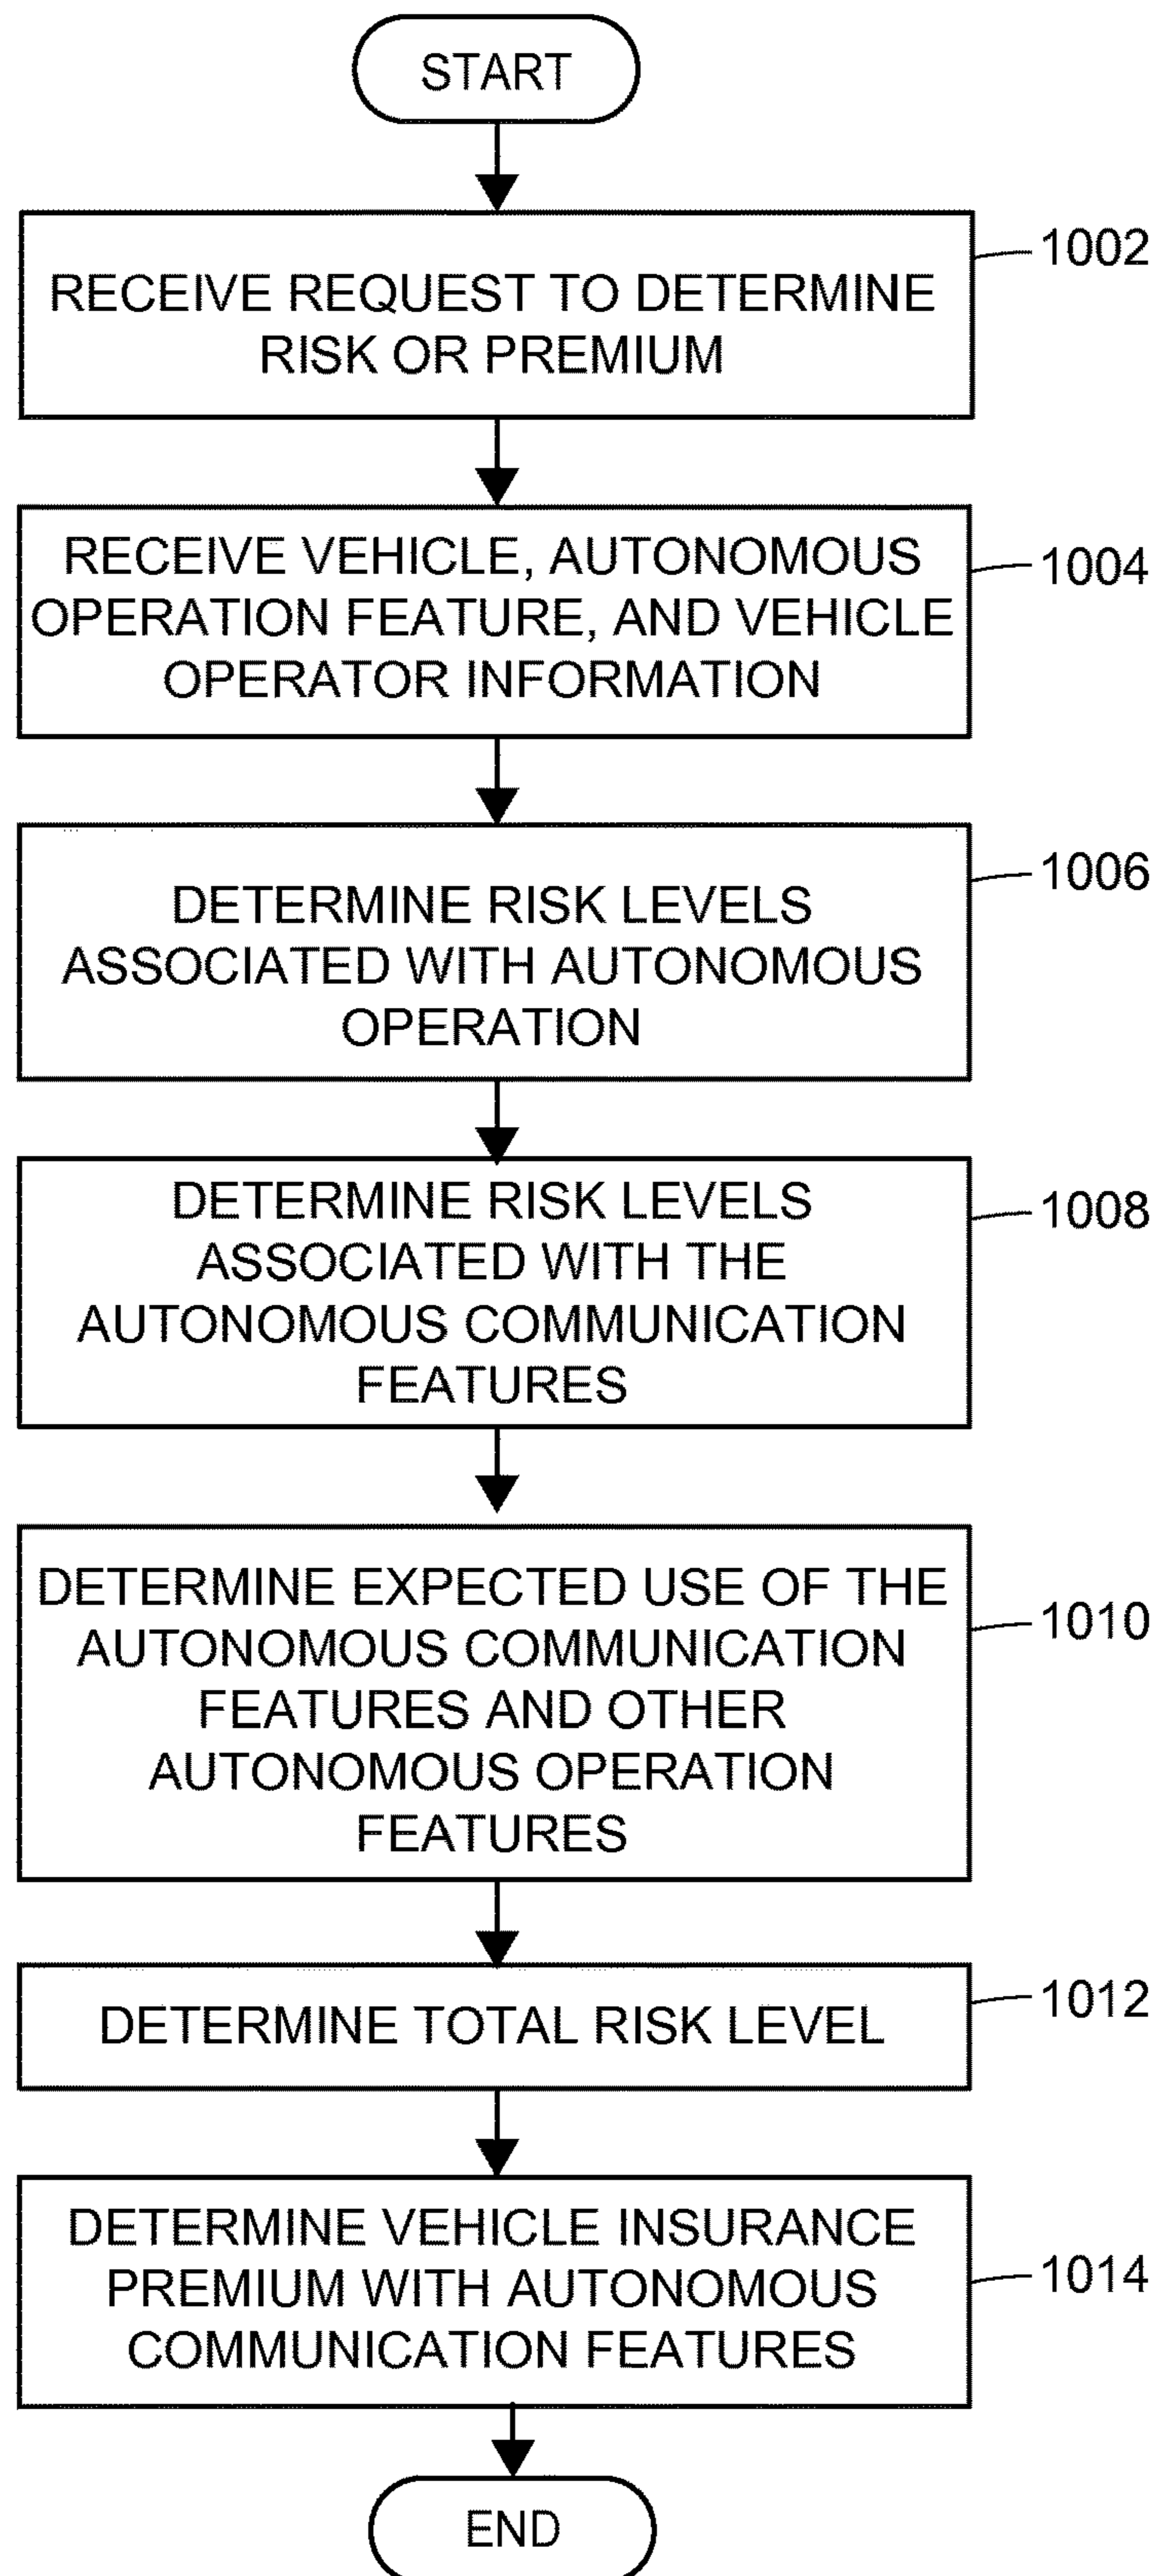 START
1002
RECEIVE REQUEST TO DETERMINE
RISK OR PREMIUM
1004
RECEIVE VEHICLE, AUTONOMOUS
OPERATION FEATURE, AND VEHICLE
OPERATOR INFORMATION
1006
DETERMINE RISK LEVELS
ASSOCIATED WITH AUTONOMOUS
OPERATION
1008
DETERMINE RISK LEVELS
ASSOCIATED WITH THE
AUTONOMOUS COMMUNICATION
FEATURES
1010
DETERMINE EXPECTED USE OF THE
AUTONOMOUS COMMUNICATION
FEATURES AND OTHER
AUTONOMOUS OPERATION
FEATURES
1012
DETERMINE TOTAL RISK LEVEL
1014
DETERMINE VEHICLE INSURANCE
PREMIUM WITH AUTONOMOUS
COMMUNICATION FEATURES
END